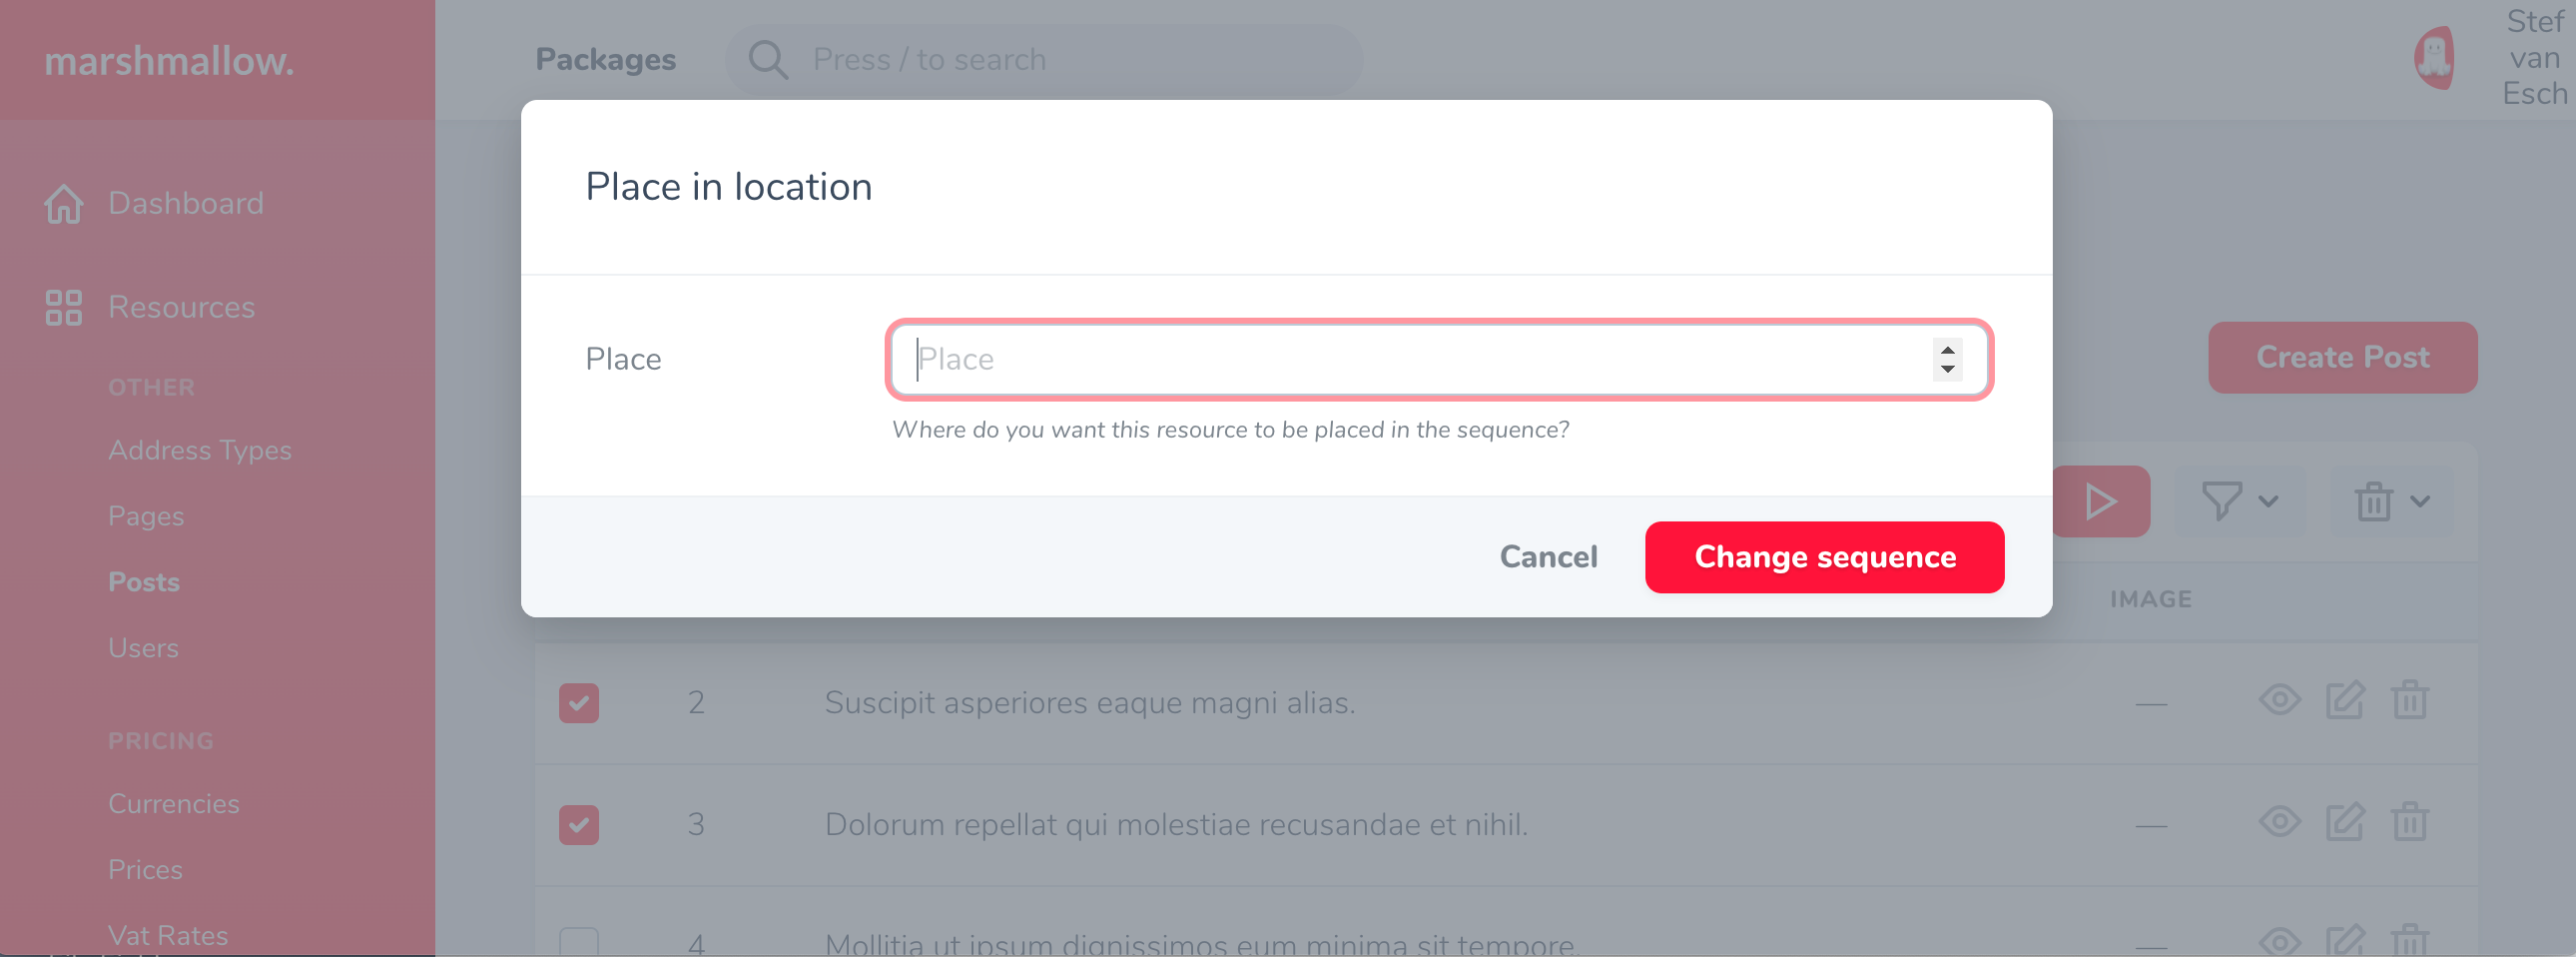 marshmallow.
Packages
Press / to search
Stef
van
Esch
Dashboard
Resources
OTHER
Address Types
Pages
Posts
Users
PRICING
Currencies
Prices
Vat Rates
Place in location
Place
Place
Where do you want this resource to be placed in the sequence?
Cancel
Change sequence
Create Post
IMAGE
2 Suscipit asperiores eaque magni alias. —
3 Dolorum repellat qui molestiae recusandae et nihil. —
4 Mollitia ut ipsum dignissimos eum minima sit tempore. —